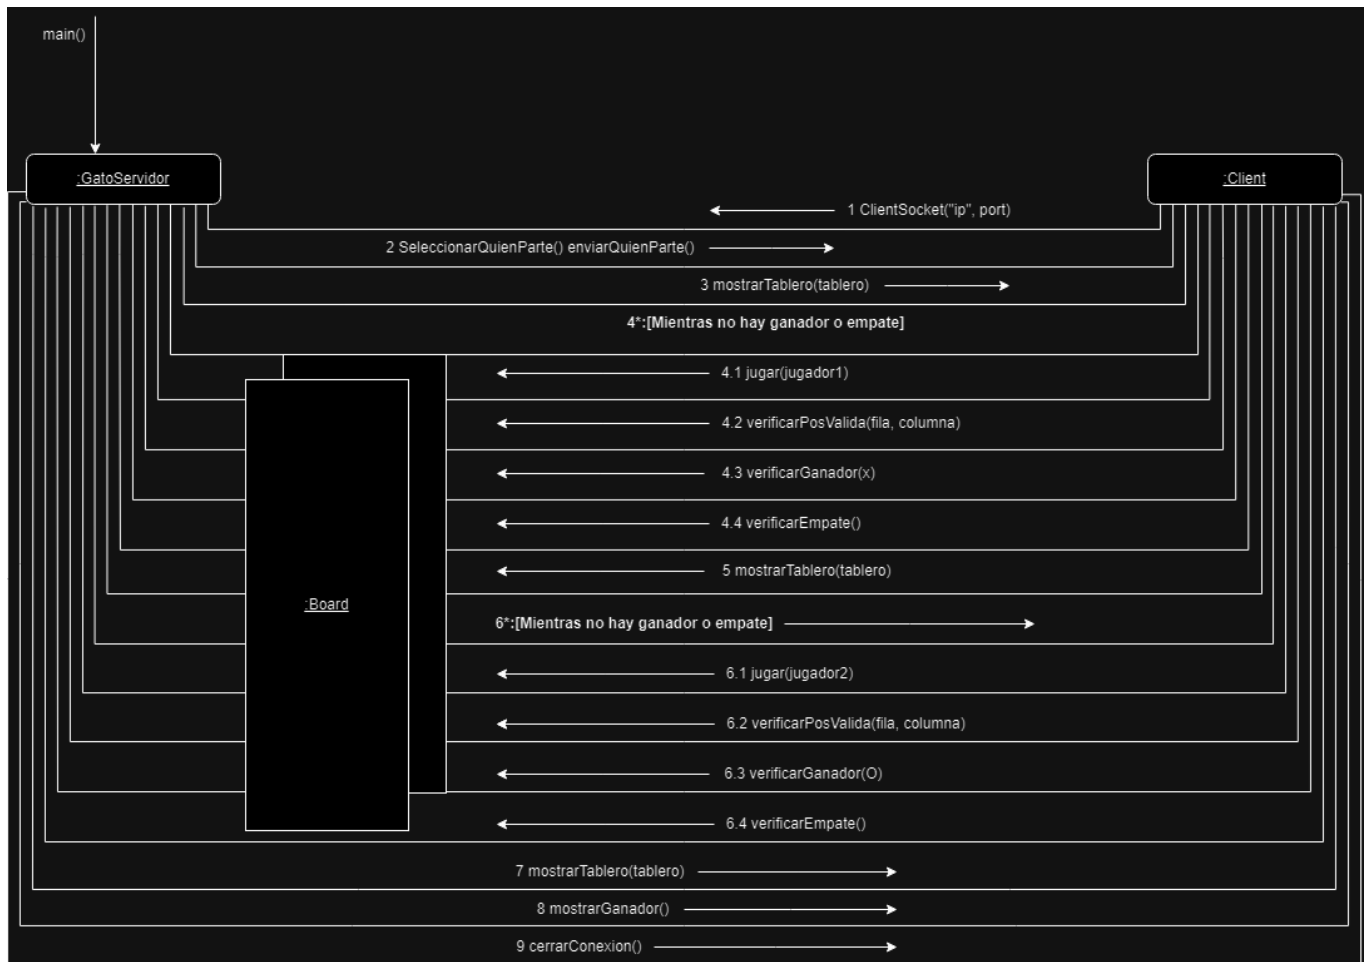 main()
:GatoServidor
:Client
1 ClientSocket("ip", port)
2 SeleccionarQuienParte() enviarQuienParte()
3 mostrarTablero(tablero)
4*:[Mientras no hay ganador o empate]
4.1 jugar(jugador1)
4.2 verificarPosValida(fila, columna)
4.3 verificarGanador(x)
4.4 verificarEmpate()
5 mostrarTablero(tablero)
:Board
6*:[Mientras no hay ganador o empate]
6.1 jugar(jugador2)
6.2 verificarPosValida(fila, columna)
6.3 verificarGanador(O)
6.4 verificarEmpate()
7 mostrarTablero(tablero)
8 mostrarGanador()
9 cerrarConexion()